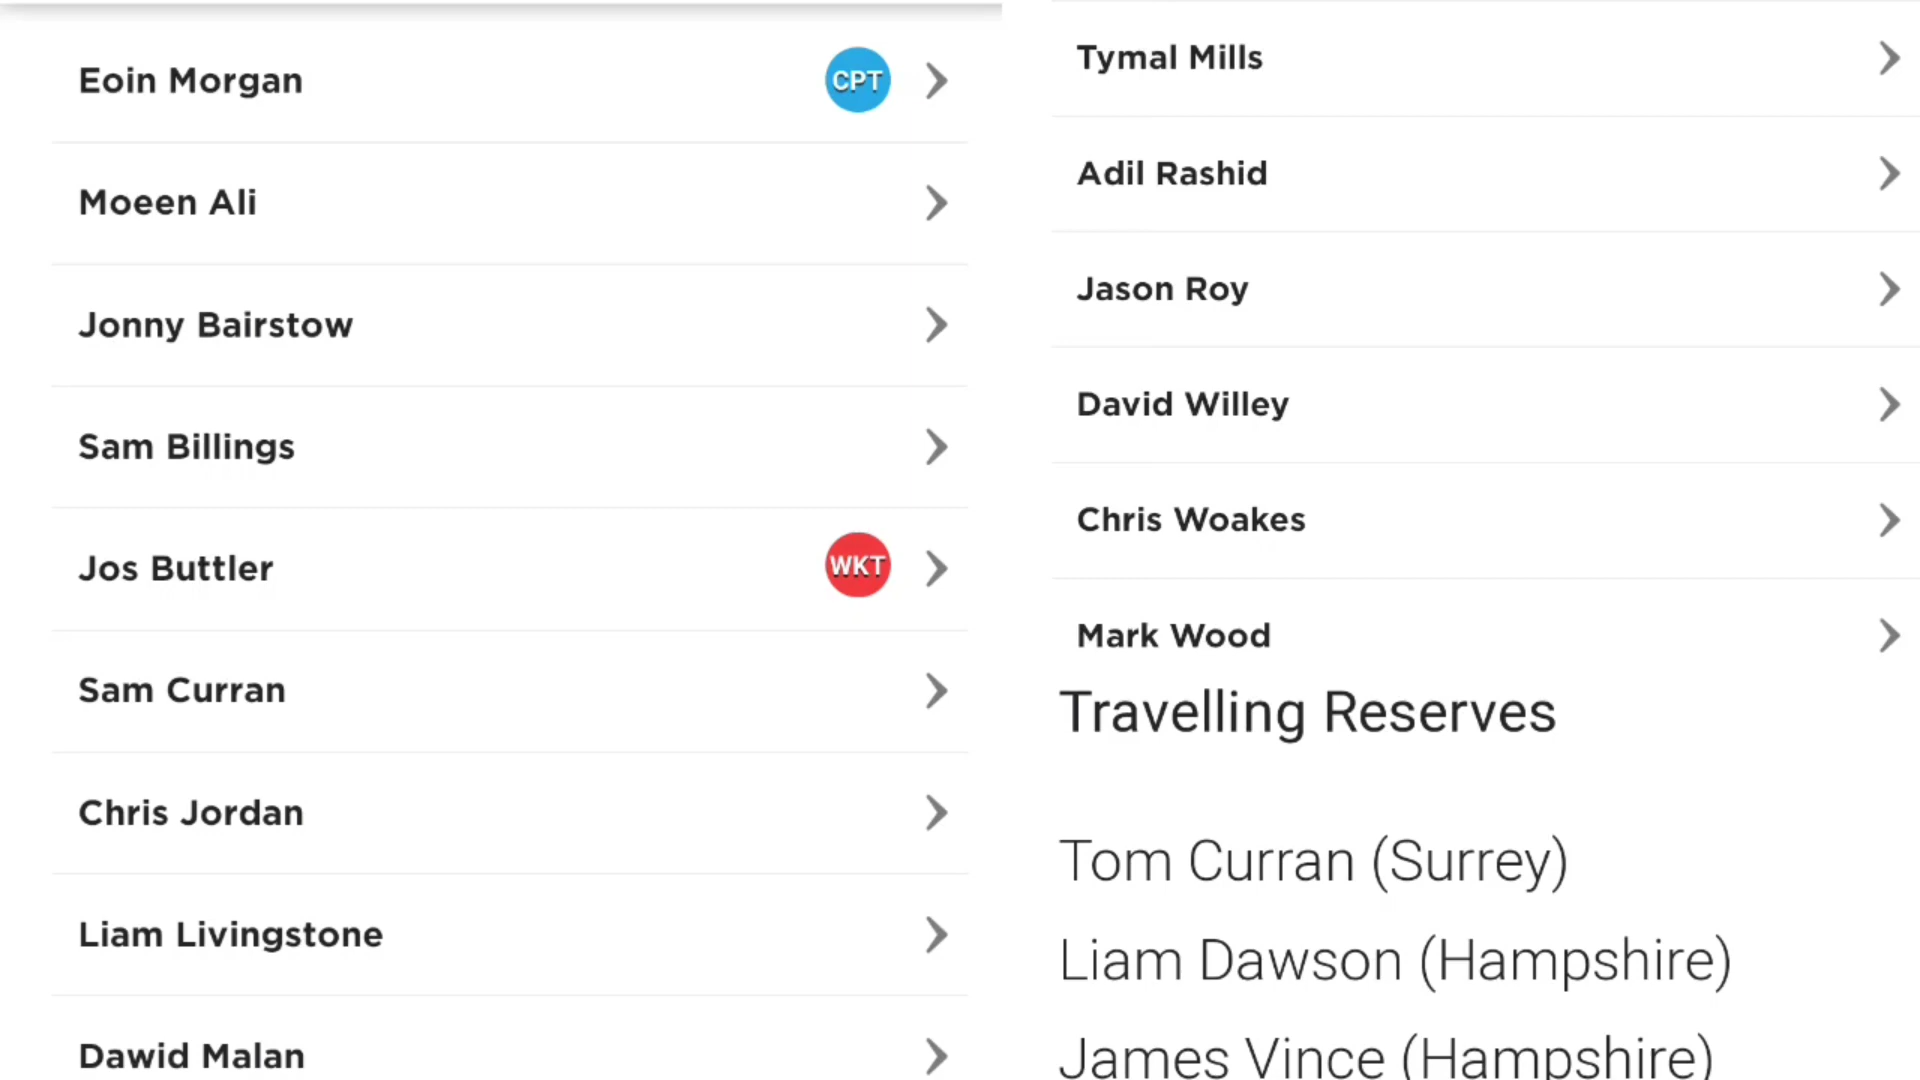 Eoin Morgan CPT
Moeen Ali
Jonny Bairstow
Sam Billings
Jos Buttler WKT
Sam Curran
Chris Jordan
Liam Livingstone
Dawid Malan
Tymal Mills
Adil Rashid
Jason Roy
David Willey
Chris Woakes
Mark Wood
Travelling Reserves
Tom Curran (Surrey)
Liam Dawson (Hampshire)
James Vince (Hampshire)